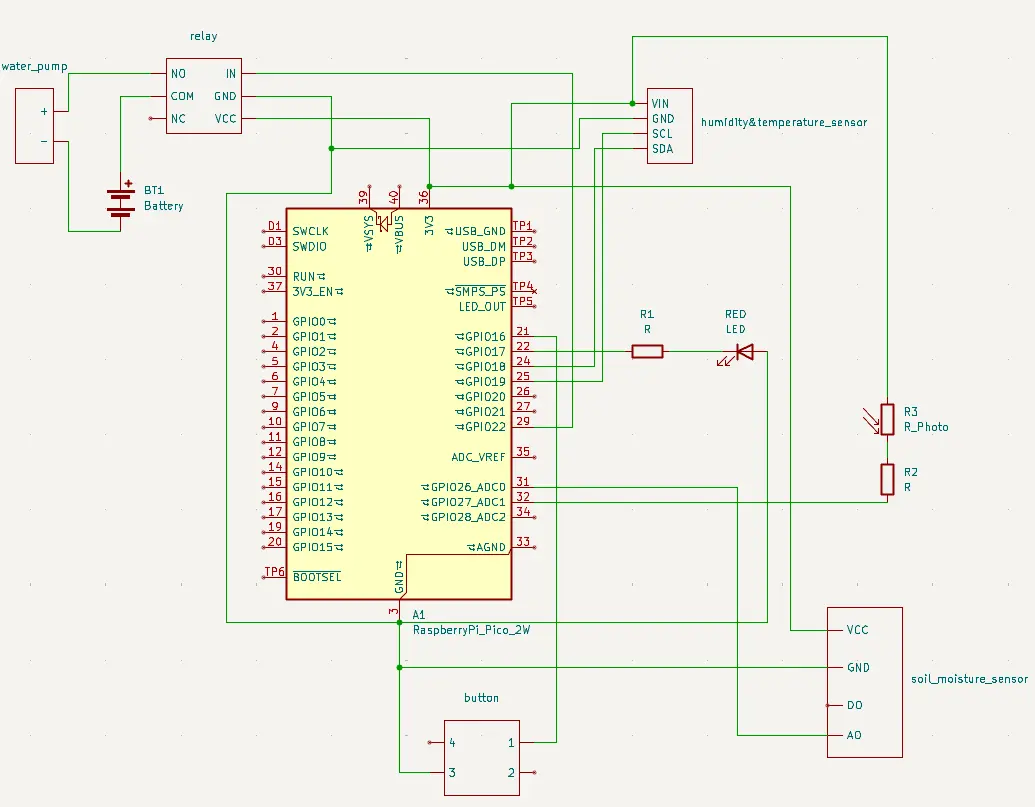 relay
water_pump
NO
IN
COM
GND
NC
VCC
+
−
BT1
Battery
VIN
GND
SCL
SDA
humidity&temperature_sensor
39
40
36
VSYS
VBUS
3V3
D1
SWCLK
D3
SWDIO
30
RUN
37
3V3_EN
1
GPIO0
2
GPIO1
4
GPIO2
5
GPIO3
6
GPIO4
7
GPIO5
9
GPIO6
10
GPIO7
11
GPIO8
12
GPIO9
14
GPIO10
15
GPIO11
16
GPIO12
17
GPIO13
19
GPIO14
20
GPIO15
TP6
BOOTSEL
USB_GND
TP1
USB_DM
TP2
USB_DP
TP3
SMPS_PS
TP4
LED_OUT
TP5
GPIO16
21
GPIO17
22
GPIO18
24
GPIO19
25
GPIO20
26
GPIO21
27
GPIO22
29
ADC_VREF
35
GPIO26_ADC0
31
GPIO27_ADC1
32
GPIO28_ADC2
34
AGND
33
GND
3
A1
RaspberryPi_Pico_2W
R1
R
RED
LED
R3
R_Photo
R2
R
VCC
GND
DO
AO
soil_moisture_sensor
button
4
1
3
2